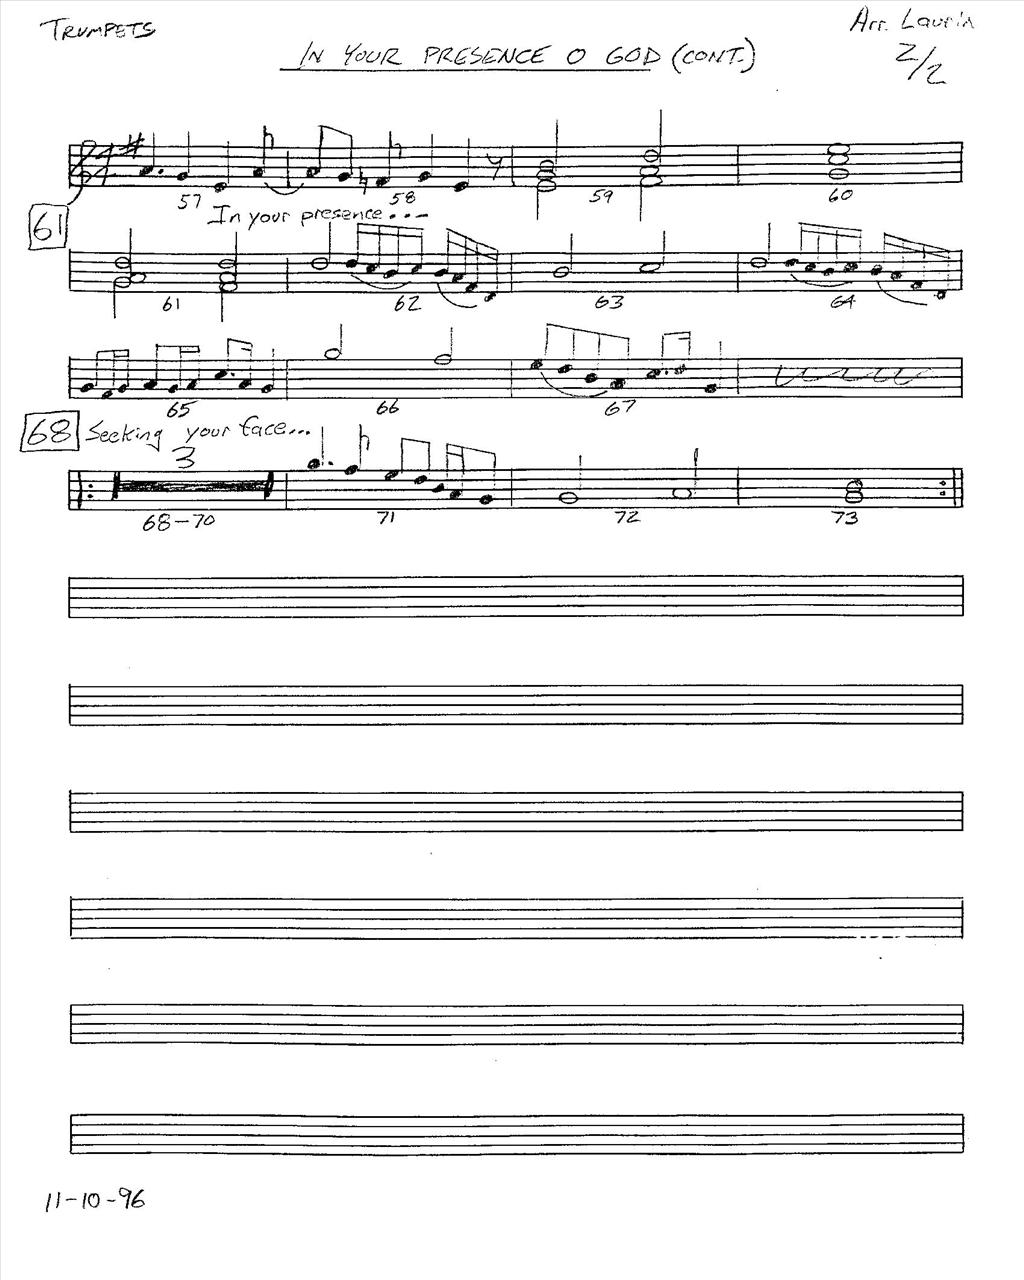 TRUMPETS
Arr. Laurin
IN YOUR PRESENCE O GOD (CONT.)
2/2
57 58 59 60
In your presence...
61
61 62 63 64
65 66 67
68 Seeking your face...
3
68-70 71 72 73
11-10-96